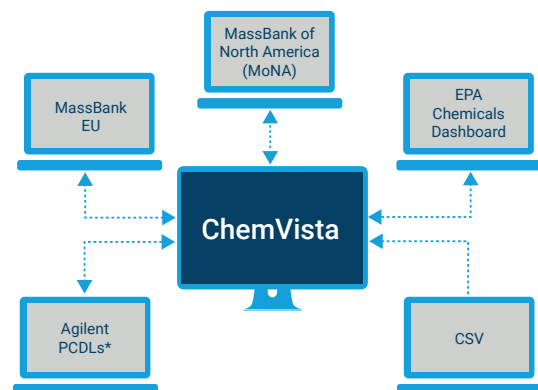 MassBank of
North America
(MoNA)
MassBank
EU
EPA
Chemicals
Dashboard
ChemVista
Agilent
PCDLs*
CSV